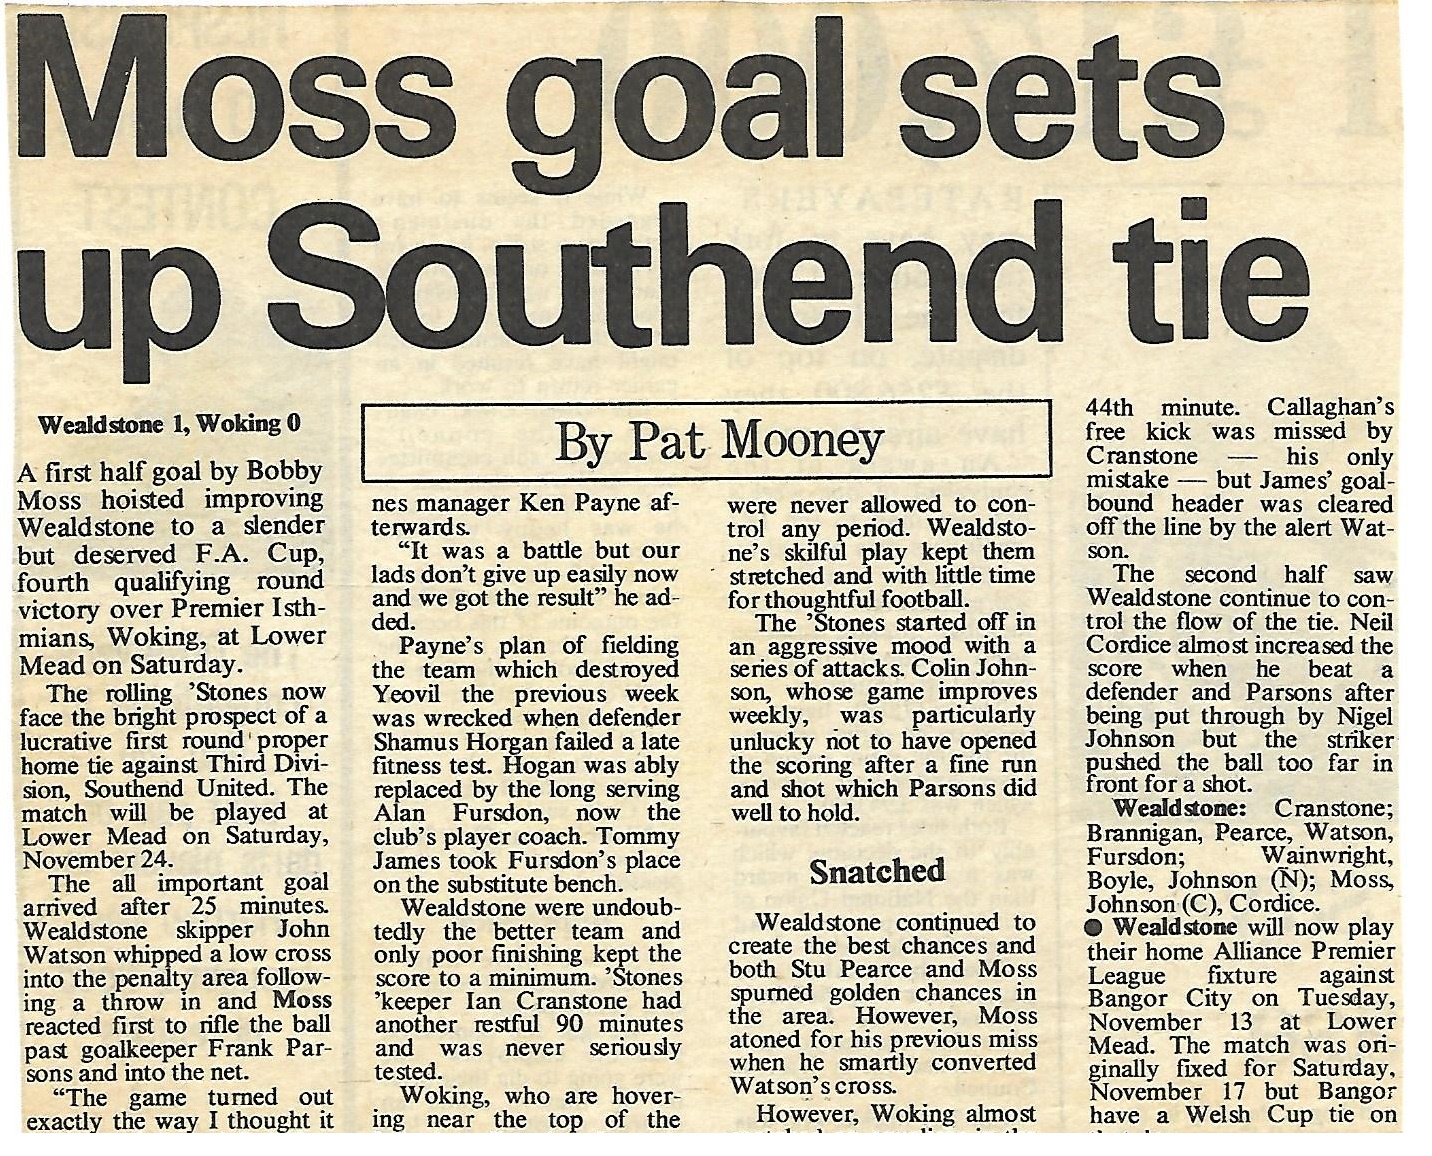 Moss goal sets
up Southend tie
Wealdstone 1, Woking 0
A first half goal by Bobby
Moss hoisted improving
Wealdstone to a slender
but deserved F.A. Cup,
fourth qualifying round
victory over Premier Isth-
mians, Woking, at Lower
Mead on Saturday.
The rolling 'Stones now
face the bright prospect of a
lucrative first round proper
home tie against Third Divi-
sion, Southend United. The
match will be played at
Lower Mead on Saturday,
November 24.
The all important goal
arrived after 25 minutes.
Wealdstone skipper John
Watson whipped a low cross
into the penalty area follow-
ing a throw in and Moss
reacted first to rifle the ball
past goalkeeper Frank Par-
sons and into the net.
“The game turned out
exactly the way I thought it
By Pat Mooney
nes manager Ken Payne af-
terwards.
“It was a battle but our
lads don't give up easily now
and we got the result” he ad-
ded.
Payne's plan of fielding
the team which destroyed
Yeovil the previous week
was wrecked when defender
Shamus Horgan failed a late
fitness test. Hogan was ably
replaced by the long serving
Alan Fursdon, now the
club's player coach. Tommy
James took Fursdon's place
on the substitute bench.
Wealdstone were undoub-
tedly the better team and
only poor finishing kept the
score to a minimum. 'Stones
'keeper Ian Cranstone had
another restful 90 minutes
and was never seriously
tested.
Woking, who are hover-
ing near the top of the
were never allowed to con-
trol any period. Wealdsto-
ne's skilful play kept them
stretched and with little time
for thoughtful football.
The 'Stones started off in
an aggressive mood with a
series of attacks. Colin John-
son, whose game improves
weekly, was particularly
unlucky not to have opened
the scoring after a fine run
and shot which Parsons did
well to hold.
Snatched
Wealdstone continued to
create the best chances and
both Stu Pearce and Moss
spurned golden chances in
the area. However, Moss
atoned for his previous miss
when he smartly converted
Watson's cross.
However, Woking almost
44th minute. Callaghan's
free kick was missed by
Cranstone — his only
mistake — but James' goal-
bound header was cleared
off the line by the alert Wat-
son.
The second half saw
Wealdstone continue to con-
trol the flow of the tie. Neil
Cordice almost increased the
score when he beat a
defender and Parsons after
being put through by Nigel
Johnson but the striker
pushed the ball too far in
front for a shot.
Wealdstone: Cranstone;
Brannigan, Pearce, Watson,
Fursdon; Wainwright,
Boyle, Johnson (N); Moss,
Johnson (C), Cordice.
● Wealdstone will now play
their home Alliance Premier
League fixture against
Bangor City on Tuesday,
November 13 at Lower
Mead. The match was ori-
ginally fixed for Saturday,
November 17 but Bangor
have a Welsh Cup tie on